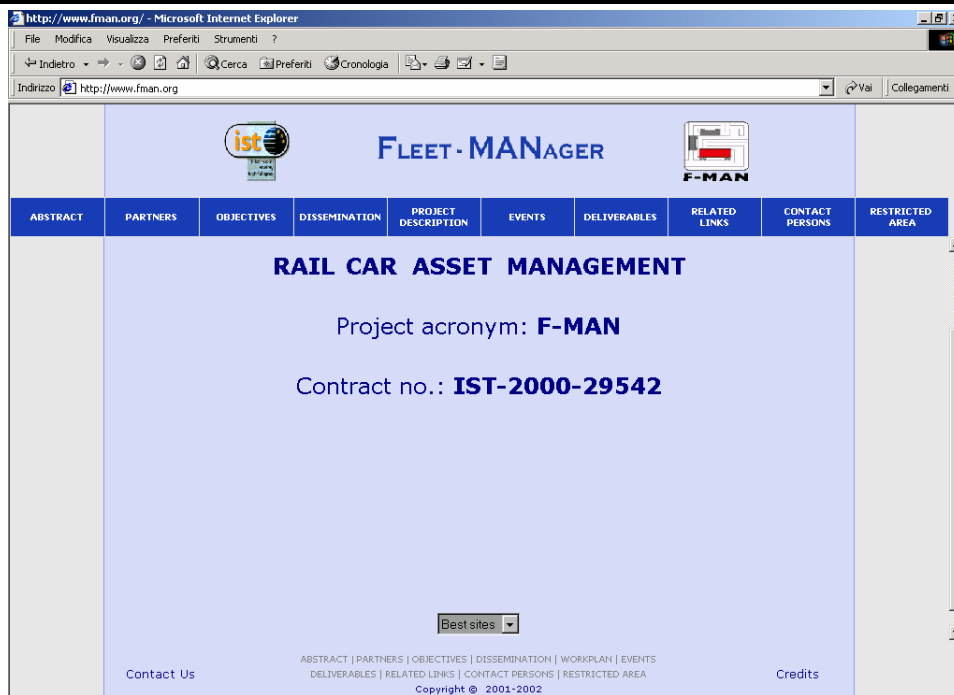 http://www.fman.org/ - Microsoft Internet Explorer
File Modifica Visualizza Preferiti Strumenti ?
Indietro Cerca Preferiti Cronologia
Indirizzo http://www.fman.org Vai Collegamenti
ist
FLEET - MANAGER
F-MAN
ABSTRACT PARTNERS OBJECTIVES DISSEMINATION PROJECT DESCRIPTION EVENTS DELIVERABLES RELATED LINKS CONTACT PERSONS RESTRICTED AREA
RAIL CAR ASSET MANAGEMENT
Project acronym: F-MAN
Contract no.: IST-2000-29542
Best sites
ABSTRACT | PARTNERS | OBJECTIVES | DISSEMINATION | WORKPLAN | EVENTS
DELIVERABLES | RELATED LINKS | CONTACT PERSONS | RESTRICTED AREA
Contact Us
Credits
Copyright © 2001-2002